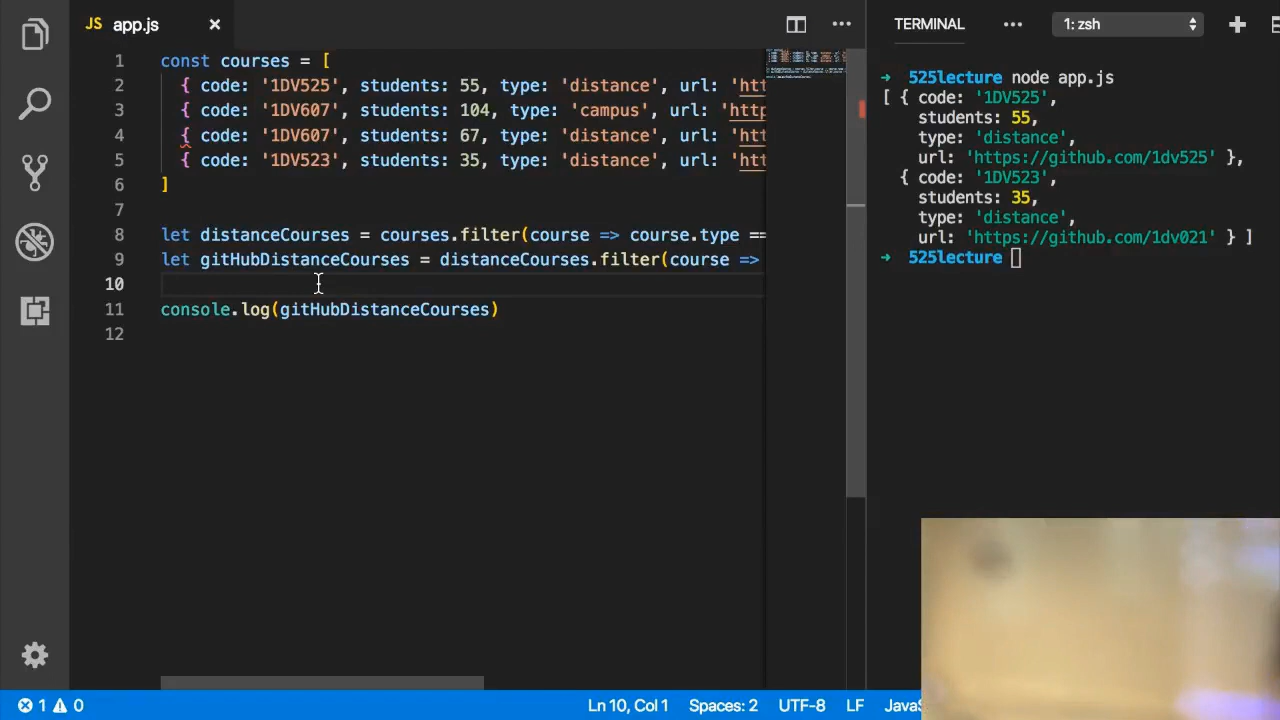 JS app.js
TERMINAL
1: zsh
1 const courses = [
2 { code: '1DV525', students: 55, type: 'distance', url: 'htt
3 { code: '1DV607', students: 104, type: 'campus', url: 'http
4 { code: '1DV607', students: 67, type: 'distance', url: 'htt
5 { code: '1DV523', students: 35, type: 'distance', url: 'htt
6 ]
7
8 let distanceCourses = courses.filter(course => course.type ==
9 let gitHubDistanceCourses = distanceCourses.filter(course =>
10
11 console.log(gitHubDistanceCourses)
12
→ 525lecture node app.js
[ { code: '1DV525',
students: 55,
type: 'distance',
url: 'https://github.com/1dv525' },
{ code: '1DV523',
students: 35,
type: 'distance',
url: 'https://github.com/1dv021' } ]
→ 525lecture
1 0
Ln 10, Col 1
Spaces: 2
UTF-8
LF
JavaS